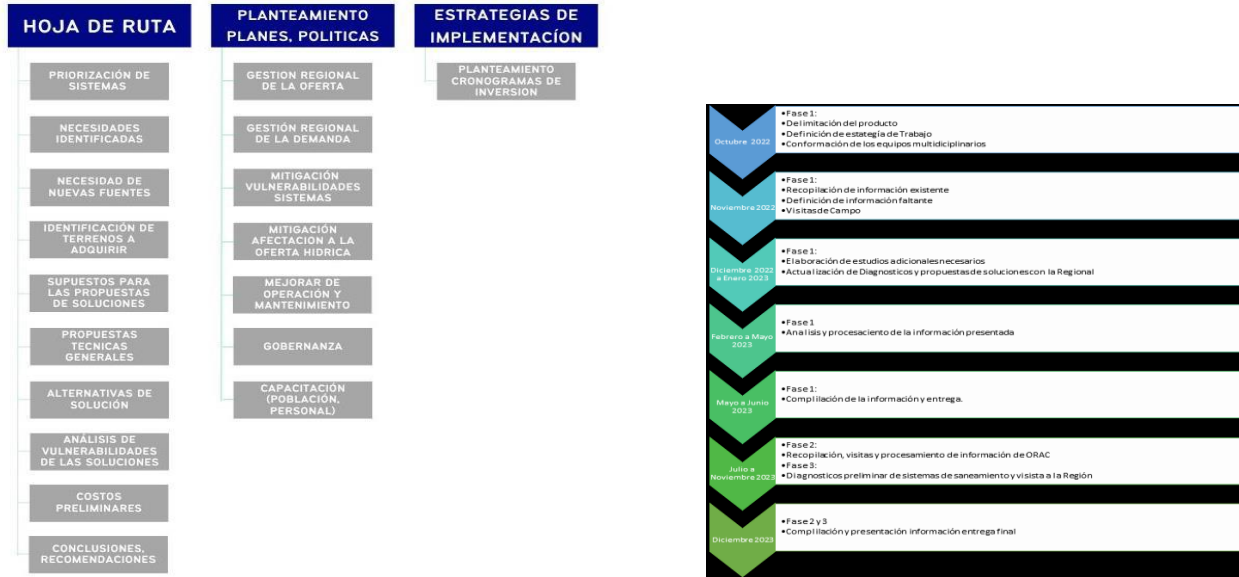 HOJA DE RUTA
PRIORIZACIÓN DE
SISTEMAS
NECESIDADES
IDENTIFICADAS
NECESIDAD DE
NUEVAS FUENTES
IDENTIFICACIÓN DE
TERRENOS A
ADQUIRIR
SUPUESTOS PARA
LAS PROPUESTAS
DE SOLUCIONES
PROPUESTAS
TECNICAS
GENERALES
ALTERNATIVAS DE
SOLUCIÓN
ANÁLISIS DE
VULNERABILIDADES
DE LAS SOLUCIONES
COSTOS
PRELIMINARES
CONCLUSIONES,
RECOMENDACIONES
PLANTEAMIENTO
PLANES, POLITICAS
GESTION REGIONAL
DE LA OFERTA
GESTIÓN REGIONAL
DE LA DEMANDA
MITIGACIÓN
VULNERABILIDADES
SISTEMAS
MITIGACIÓN
AFECTACION A LA
OFERTA HIDRICA
MEJORAR DE
OPERACIÓN Y
MANTENIMIENTO
GOBERNANZA
CAPACITACIÓN
(POBLACIÓN,
PERSONAL)
ESTRATEGIAS DE
IMPLEMENTACÍON
PLANTEAMIENTO
CRONOGRAMAS DE
INVERSION
Octubre 2022
•Fase 1:
•Delimitación del producto
•Definición de estategía de Trabajo
•Conformación de los equipos multidiciplinarios
Noviembre 2022
•Fase 1:
•Recopilación de información existente
•Definición de información faltante
•Visitas de Campo
Diciembre 2022
a Enero 2023
•Fase 1:
•Elaboración de estudios adicionales necesarios
•Actualización de Diagnosticos y propuestas de soluciones con la Regional
Febrero a Mayo
2023
•Fase 1
•Analisis y procesaciento de la información presentada
Mayo a Junio
2023
•Fase 1:
•Complilación de la información y entrega.
Julio a
Noviembre 2023
•Fase 2:
•Recopilación, visitas y procesamiento de información de ORAC
•Fase 3:
•Diagnosticos preliminar de sistemas de saneamiento y visista a la Región
Diciembre 2023
•Fase 2 y 3
•Complilación y presentación información entrega final